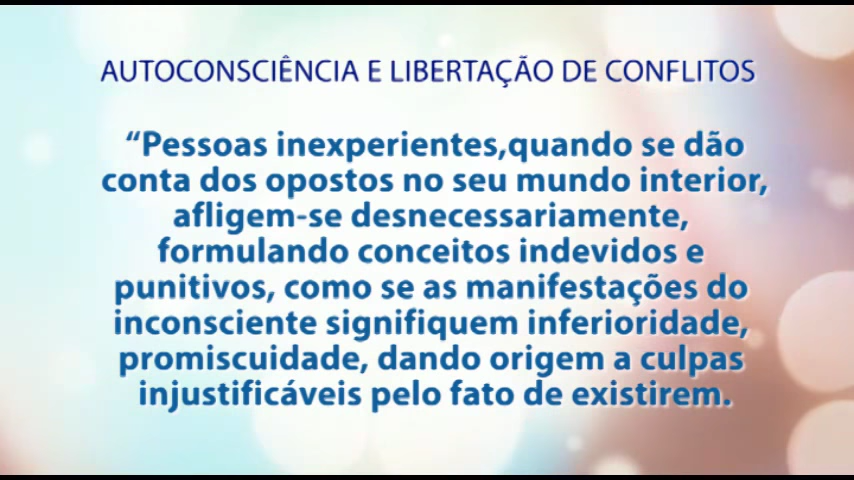 AUTOCONSCIÊNCIA E LIBERTAÇÃO DE CONFLITOS
“Pessoas inexperientes,quando se dão
conta dos opostos no seu mundo interior,
afligem-se desnecessariamente,
formulando conceitos indevidos e
punitivos, como se as manifestações do
inconsciente signifiquem inferioridade,
promiscuidade, dando origem a culpas
injustificáveis pelo fato de existirem.